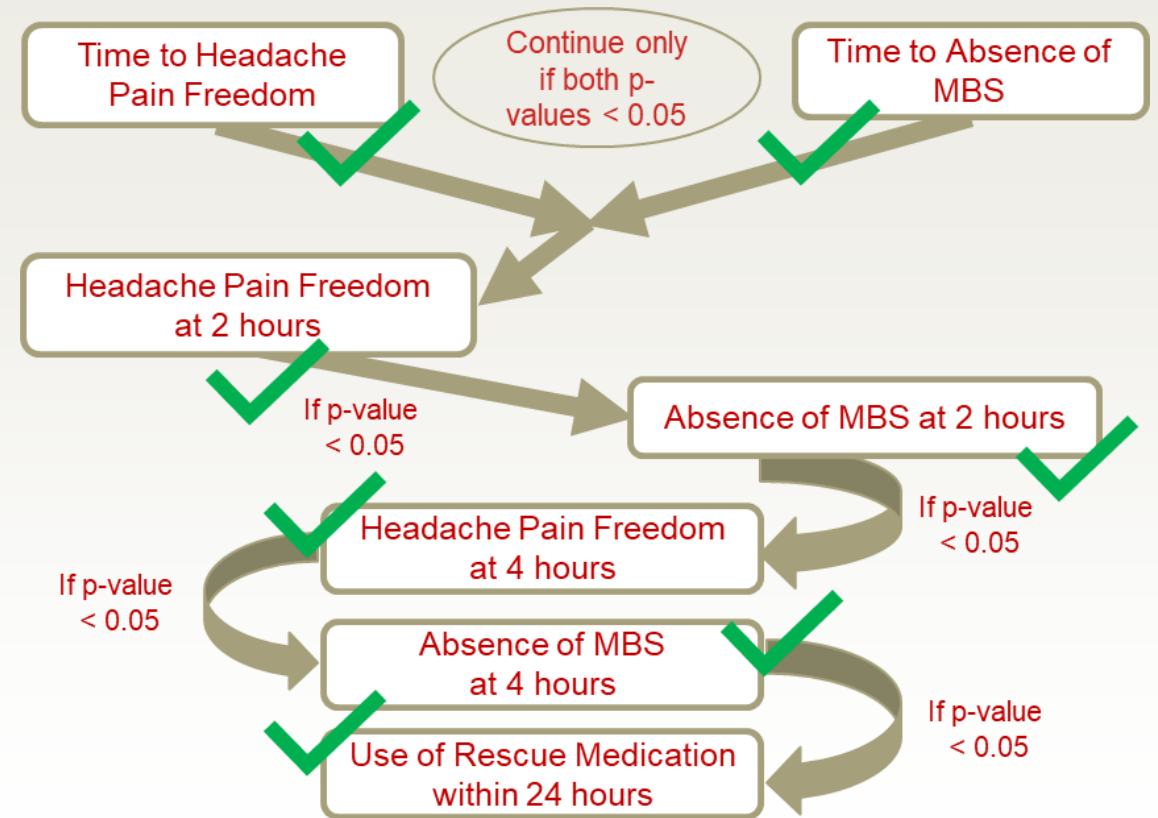 Time to Headache
Pain Freedom
Continue only
if both p-
values < 0.05
Time to Absence of
MBS
Headache Pain Freedom
at 2 hours
If p-value
< 0.05
Absence of MBS at 2 hours
If p-value
< 0.05
Headache Pain Freedom
at 4 hours
If p-value
< 0.05
Absence of MBS
at 4 hours
If p-value
< 0.05
Use of Rescue Medication
within 24 hours